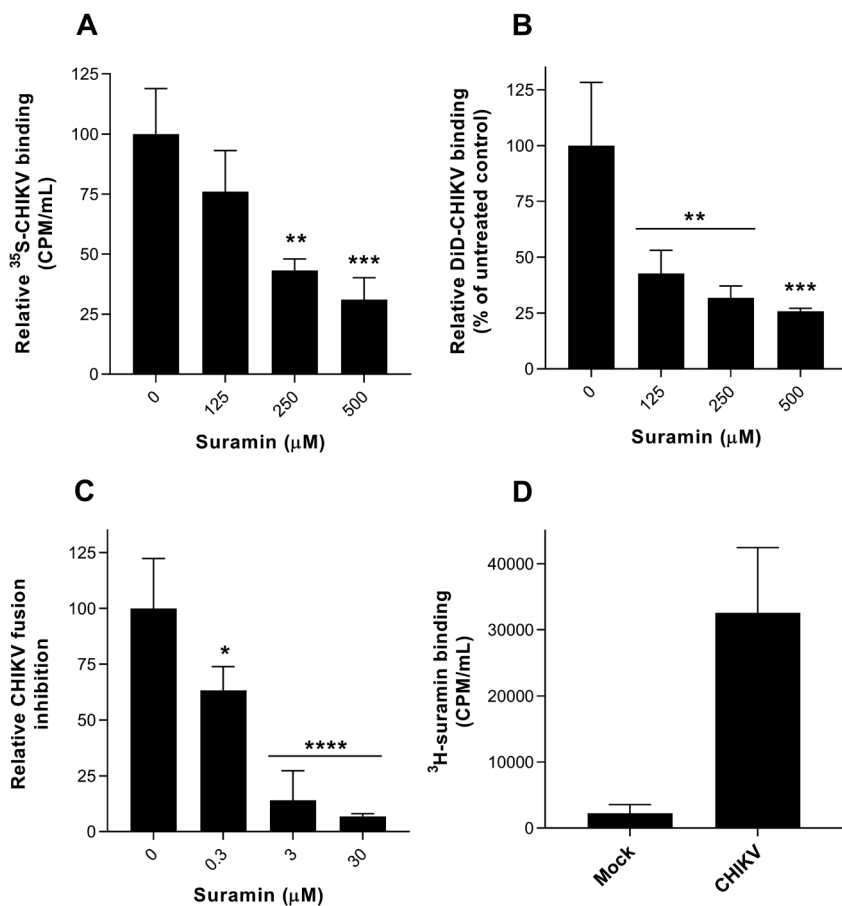 A
Relative ³⁵S-CHIKV binding
(CPM/mL)
125
100
75
50
25
0
**
***
0
125
250
500
Suramin (μM)
B
Relative DiD-CHIKV binding
(% of untreated control)
125
100
75
50
25
0
**
***
0
125
250
500
Suramin (μM)
C
Relative CHIKV fusion
inhibition
125
100
75
50
25
0
*
****
0
0.3
3
30
Suramin (μM)
D
³H-suramin binding
(CPM/mL)
40000
30000
20000
10000
0
Mock
CHIKV